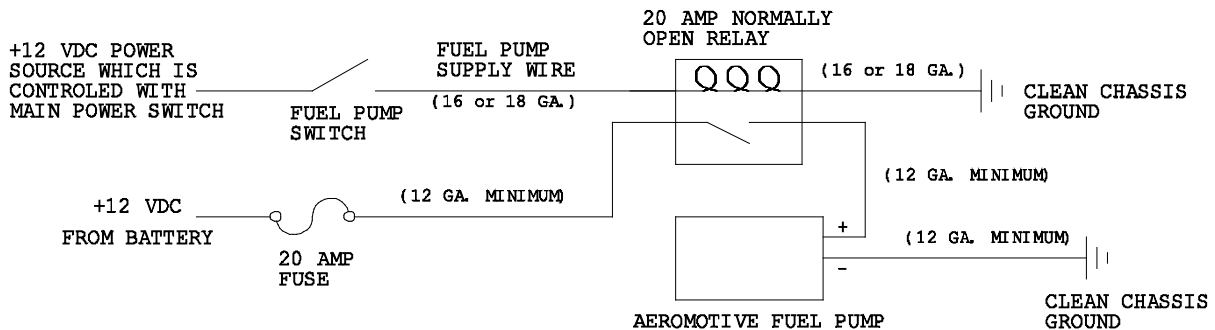 20 AMP NORMALLY
OPEN RELAY
+12 VDC POWER
SOURCE WHICH IS
CONTROLED WITH
MAIN POWER SWITCH
FUEL PUMP
SWITCH
FUEL PUMP
SUPPLY WIRE
(16 or 18 GA.)
(16 or 18 GA.)
CLEAN CHASSIS
GROUND
+12 VDC
FROM BATTERY
20 AMP
FUSE
(12 GA. MINIMUM)
(12 GA. MINIMUM)
+
-
(12 GA. MINIMUM)
CLEAN CHASSIS
GROUND
AEROMOTIVE FUEL PUMP